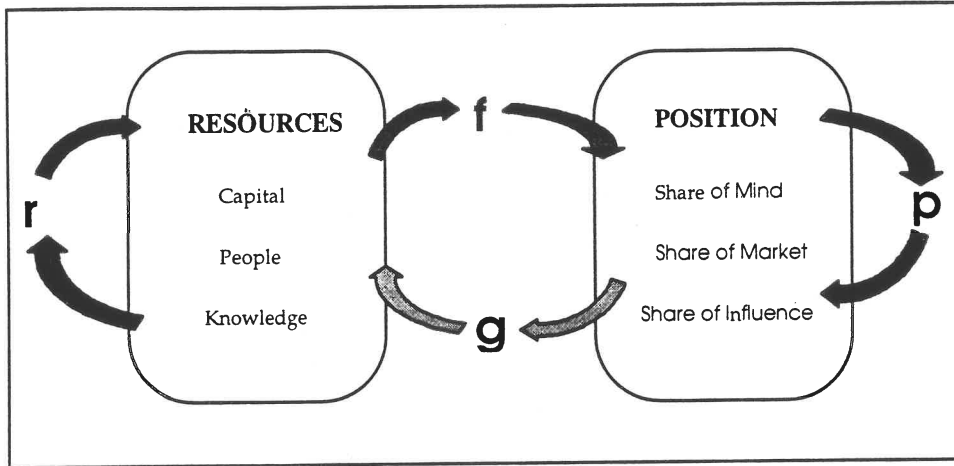 RESOURCES
Capital
People
Knowledge
r
f
g
POSITION
Share of Mind
Share of Market
Share of Influence
p